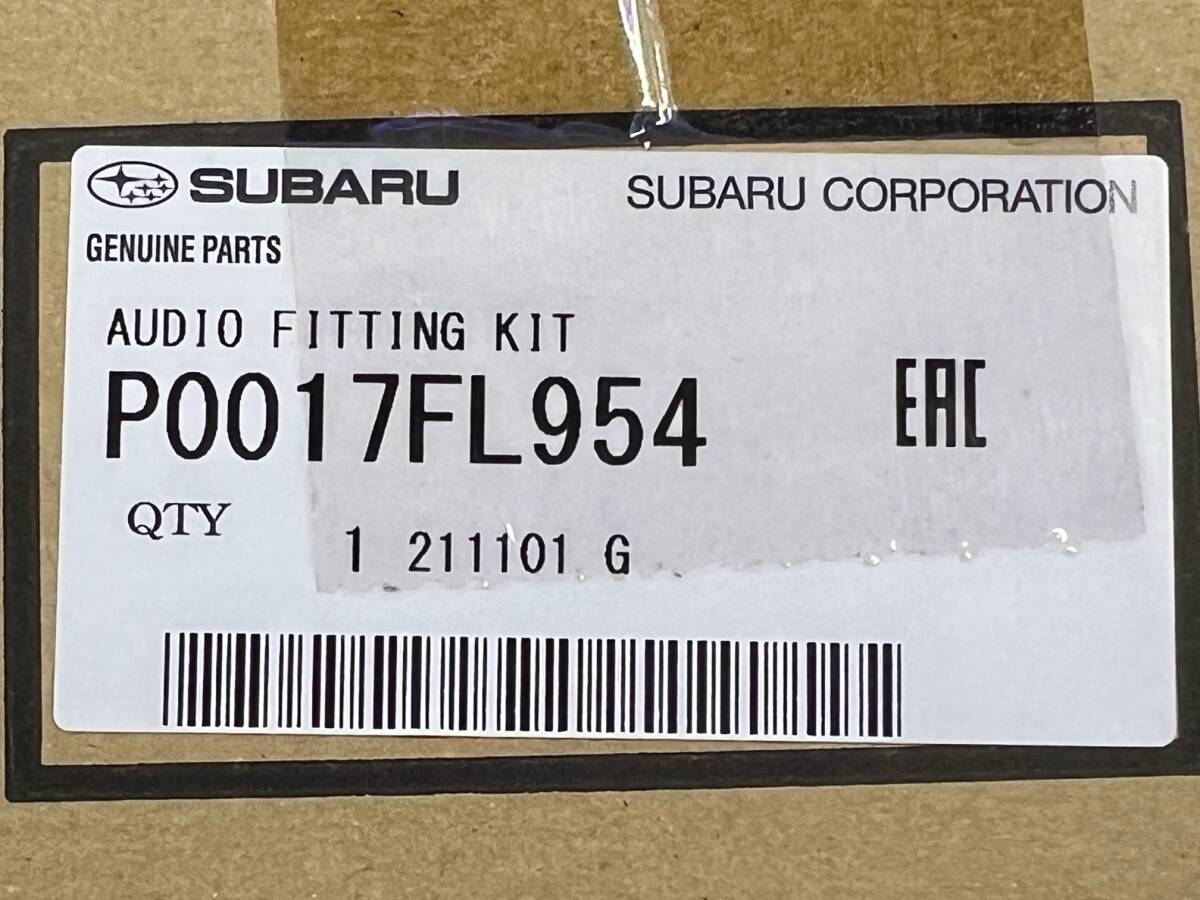 SUBARU
SUBARU CORPORATION
GENUINE PARTS
AUDIO FITTING KIT
P0017FL954
EAC
QTY
1 211101 G